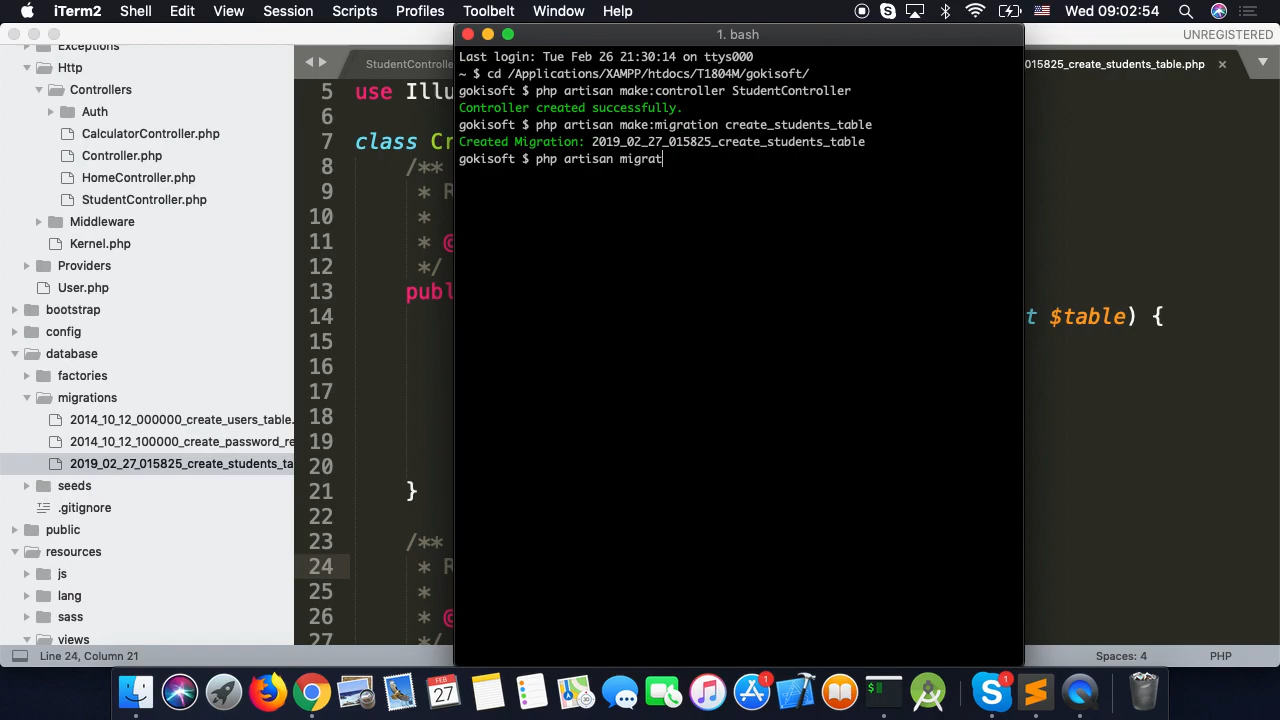 iTerm2 Shell Edit View Session Scripts Profiles Toolbelt Window Help Wed 09:02:54
1. bash
UNREGISTERED
Exceptions
Http
Controllers
Auth
CalculatorController.php
Controller.php
HomeController.php
StudentController.php
Middleware
Kernel.php
Providers
User.php
bootstrap
config
database
factories
migrations
2014_10_12_000000_create_users_table.
2014_10_12_100000_create_password_re
2019_02_27_015825_create_students_ta
seeds
.gitignore
public
resources
js
lang
sass
views
StudentControlle
015825_create_students_table.php
5 use Illu
6
7 class Cr
8 /**
9 * R
10 *
11 * @
12 */
13 publ
14 t $table) {
15
16
17
18
19
20
21 }
22
23 /**
24 * R
25 *
26 * @
27 */
Last login: Tue Feb 26 21:30:14 on ttys000
~ $ cd /Applications/XAMPP/htdocs/T1804M/gokisoft/
gokisoft $ php artisan make:controller StudentController
Controller created successfully.
gokisoft $ php artisan make:migration create_students_table
Created Migration: 2019_02_27_015825_create_students_table
gokisoft $ php artisan migrat
Line 24, Column 21
Spaces: 4
PHP
FEB
27
1
$
1